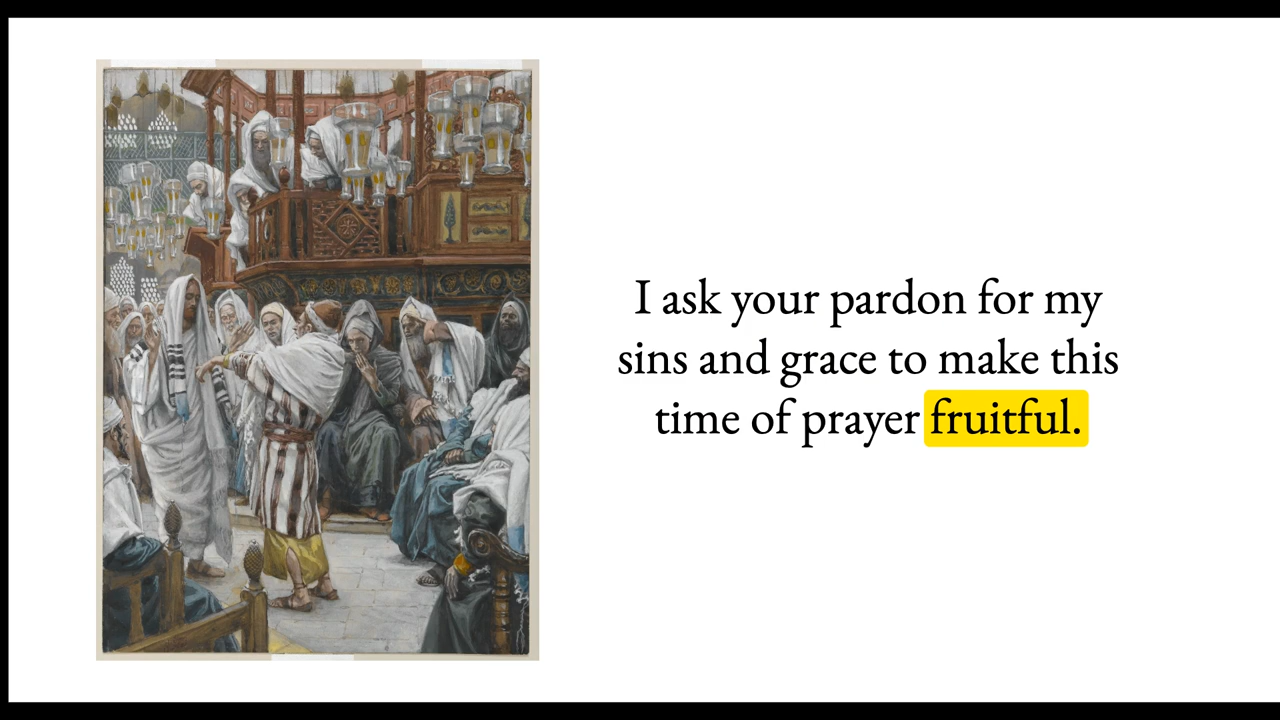 I ask your pardon for my
sins and grace to make this
time of prayer fruitful.